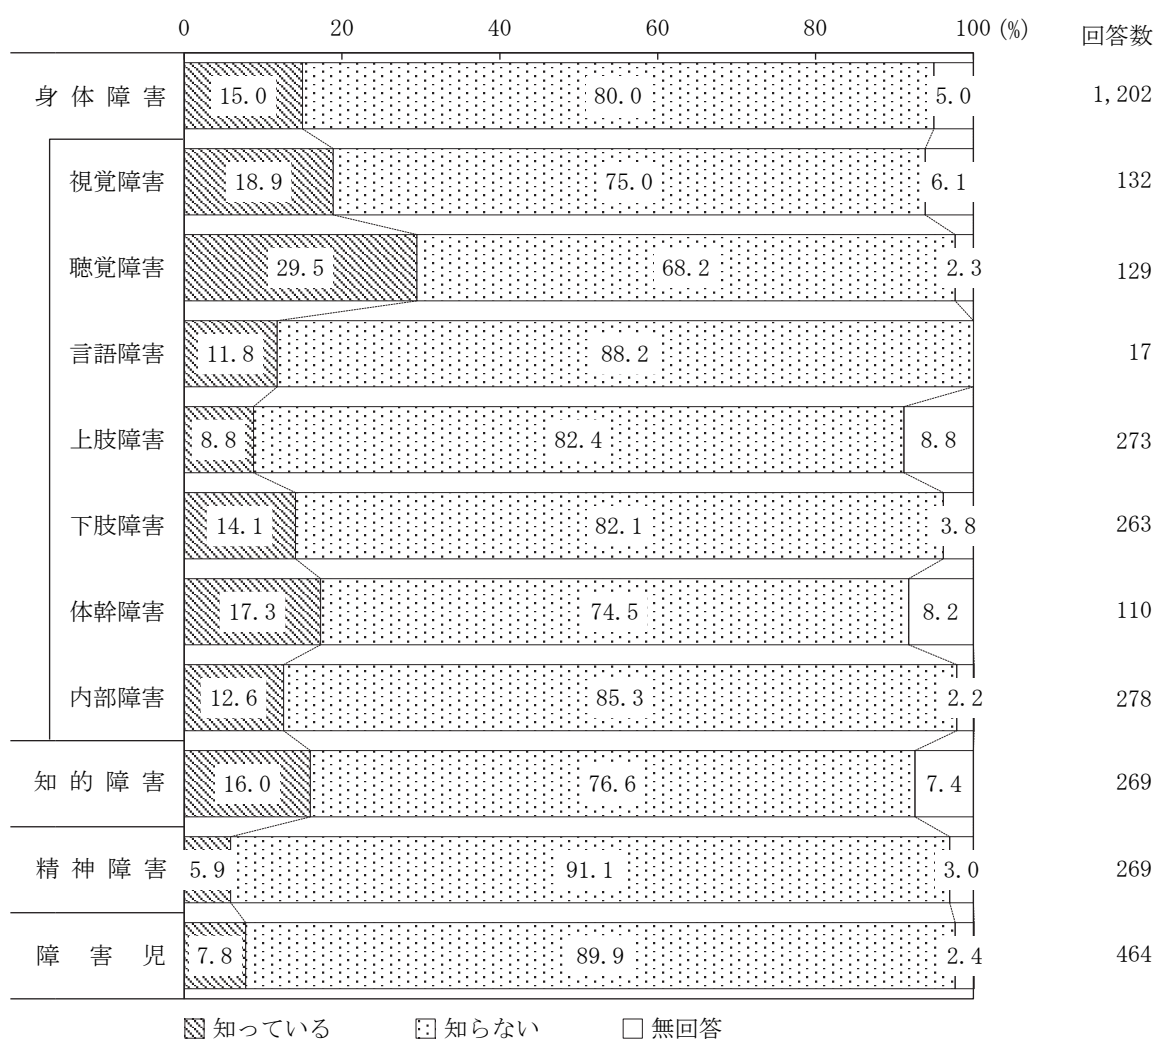 0 20 40 60 80 100 (%) 回答数
身体障害 15.0 80.0 5.0 1,202
視覚障害 18.9 75.0 6.1 132
聴覚障害 29.5 68.2 2.3 129
言語障害 11.8 88.2 17
上肢障害 8.8 82.4 8.8 273
下肢障害 14.1 82.1 3.8 263
体幹障害 17.3 74.5 8.2 110
内部障害 12.6 85.3 2.2 278
知的障害 16.0 76.6 7.4 269
精神障害 5.9 91.1 3.0 269
障害児 7.8 89.9 2.4 464
知っている 知らない 無回答